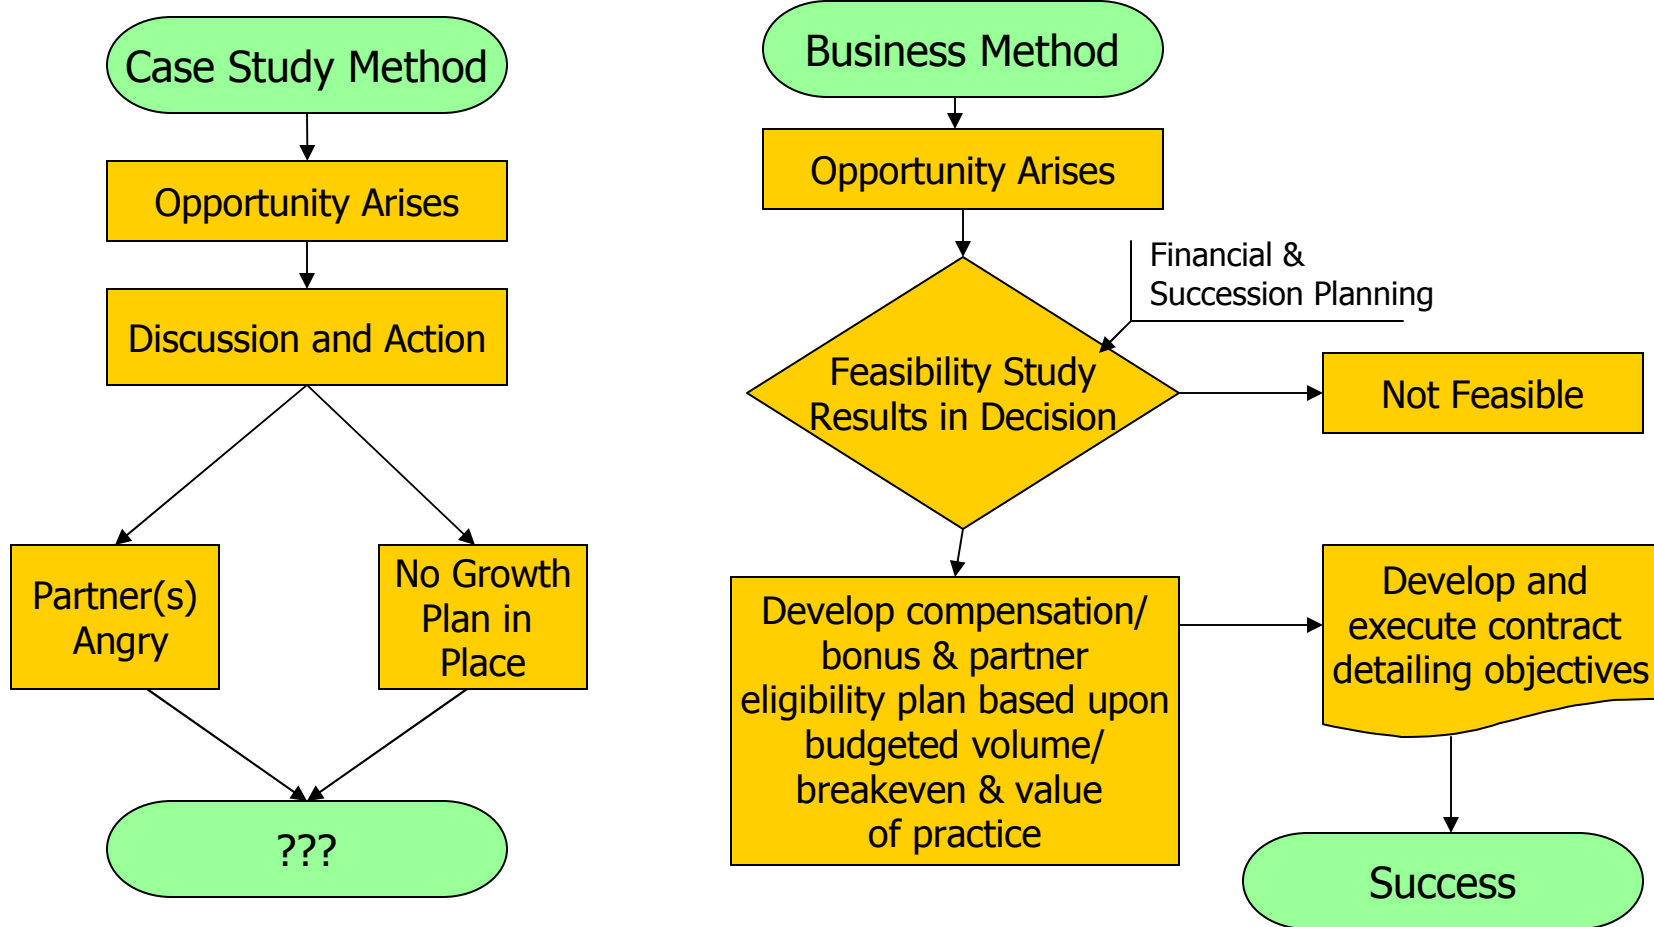 Case Study Method
Opportunity Arises
Discussion and Action
Partner(s)
Angry
No Growth
Plan in
Place
???
Business Method
Opportunity Arises
Financial &
Succession Planning
Feasibility Study
Results in Decision
Not Feasible
Develop compensation/
bonus & partner
eligibility plan based upon
budgeted volume/
breakeven & value
of practice
Develop and
execute contract
detailing objectives
Success